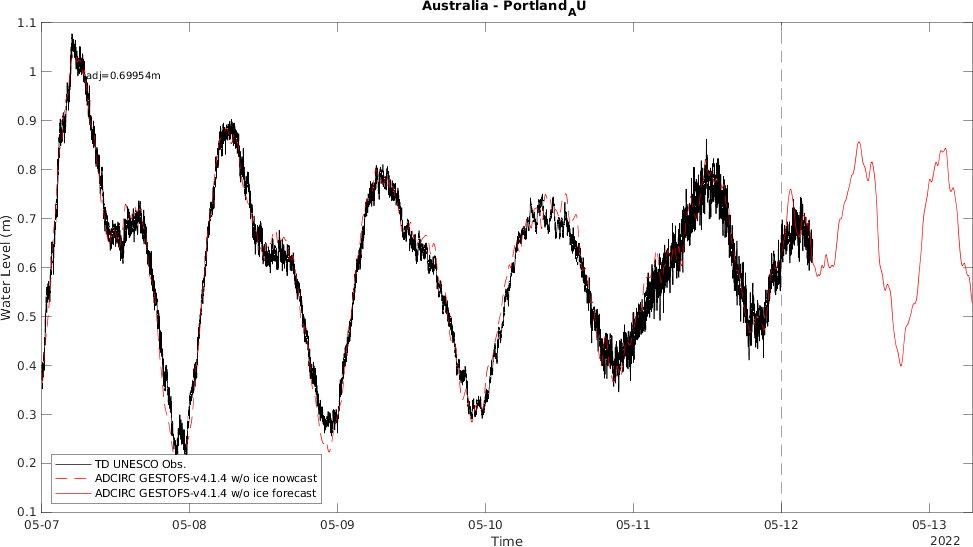 Australia - Portland_AU
1.1
1
0.9
0.8
0.7
0.6
0.5
0.4
0.3
0.2
0.1
Water Level (m)
adj=0.69954m
TD UNESCO Obs.
ADCIRC GESTOFS-v4.1.4 w/o ice nowcast
ADCIRC GESTOFS-v4.1.4 w/o ice forecast
05-07 05-08 05-09 05-10 05-11 05-12 05-13
Time
2022